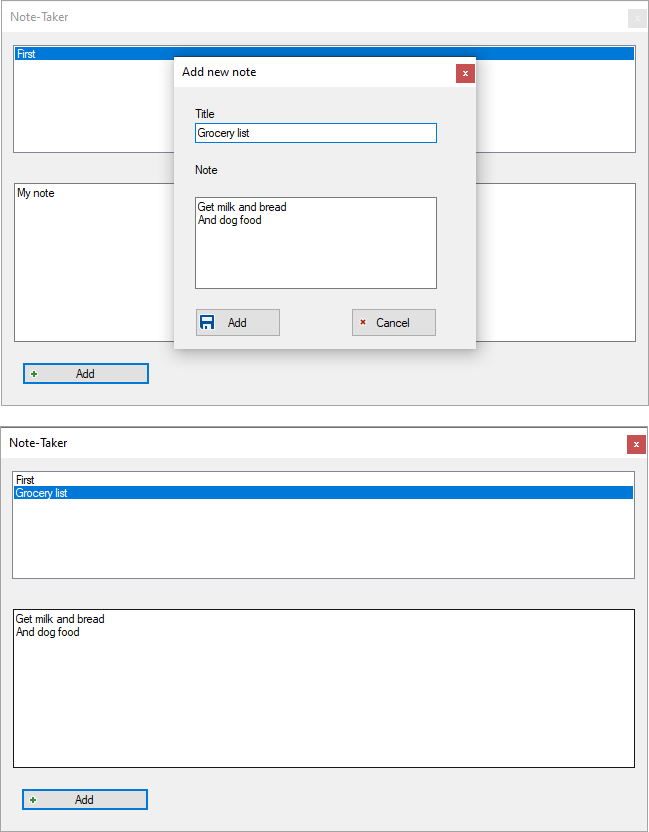 Note-Taker
x
First
Add new note
x
Title
Grocery list
Note
Get milk and bread
And dog food
Add
Cancel
My note
Add
Note-Taker
x
First
Grocery list
Get milk and bread
And dog food
Add